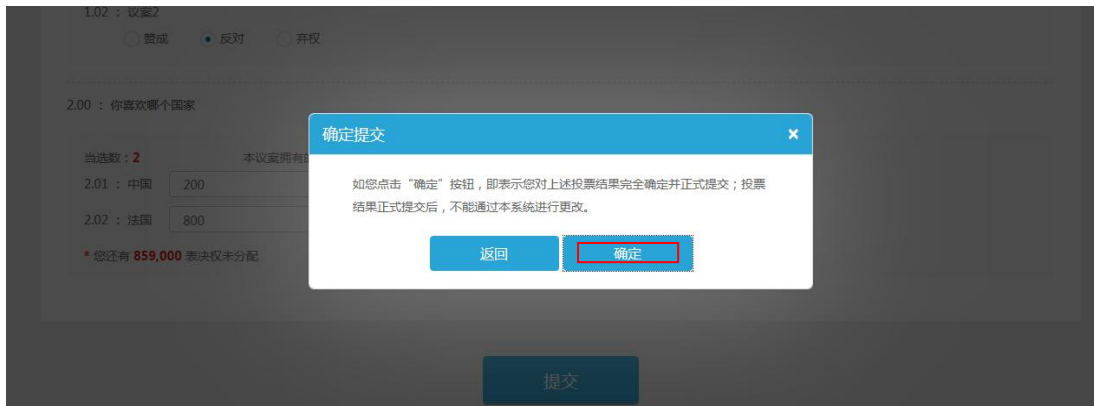 1.02 : 议案2
赞成 反对 弃权
2.00 : 你喜欢哪个国家
当选数:2 本议案拥有的
2.01 : 中国 200
2.02 : 法国 800
* 您还有 859,000 表决权未分配
确定提交 ×
如您点击“确定”按钮,即表示您对上述投票结果完全确定并正式提交;投票
结果正式提交后,不能通过本系统进行更改。
返回 确定
提交